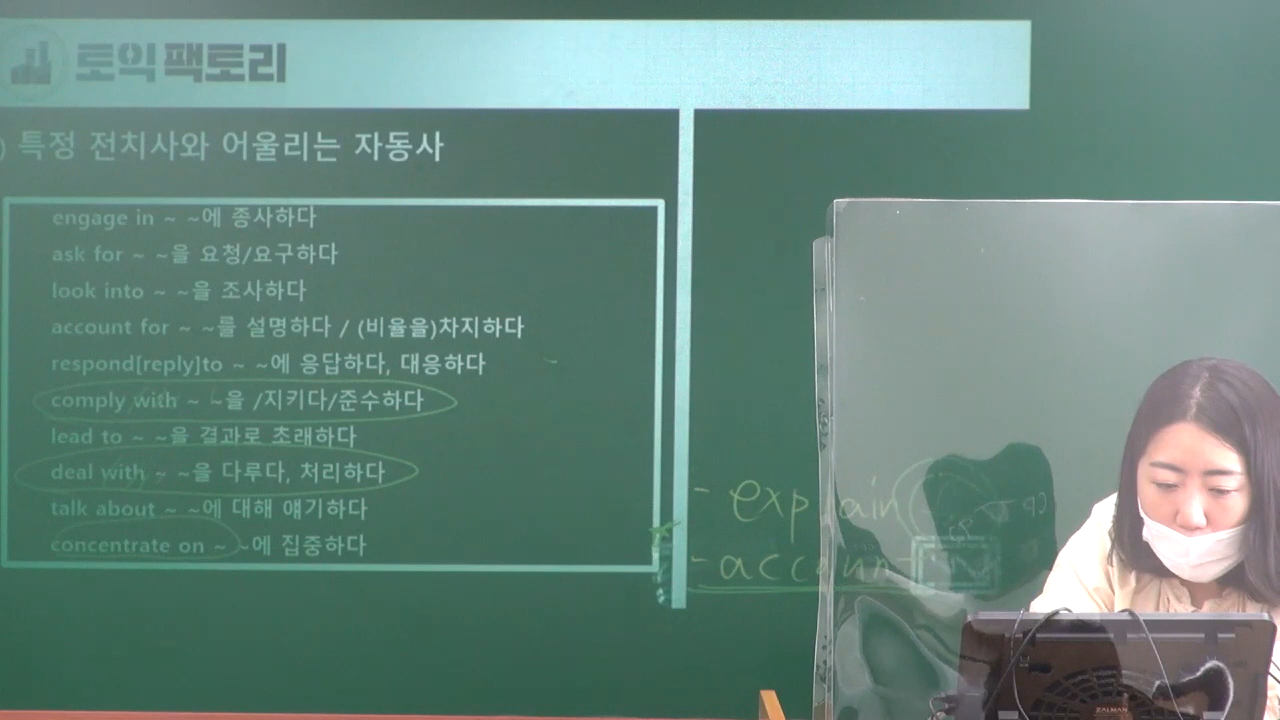 토익팩토리
) 특정 전치사와 어울리는 자동사
engage in ~ ~에 종사하다
ask for ~ ~을 요청/요구하다
look into ~ ~을 조사하다
account for ~ ~를 설명하다 / (비율을)차지하다
respond[reply]to ~ ~에 응답하다, 대응하다
comply with ~ ~을 /지키다/준수하다
lead to ~ ~을 결과로 초래하다
deal with ~ ~을 다루다, 처리하다
talk about ~ ~에 대해 얘기하다
concentrate on ~ ~에 집중하다
- explain
- accoun
ZALMAN